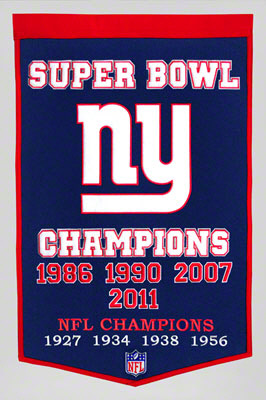 SUPER BOWL
ny
CHAMPIONS
1986 1990 2007
2011
NFL CHAMPIONS
1927 1934 1938 1956
NFL